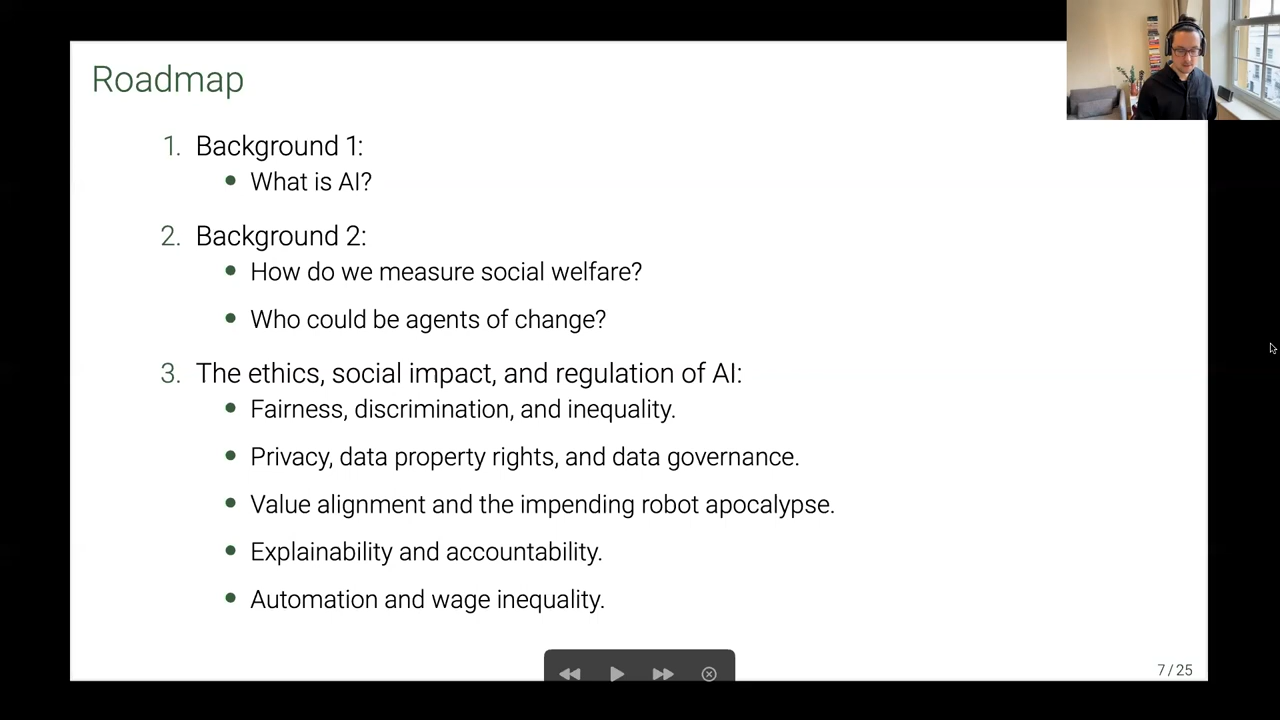 Roadmap
1. Background 1:
• What is AI?
2. Background 2:
• How do we measure social welfare?
• Who could be agents of change?
3. The ethics, social impact, and regulation of AI:
• Fairness, discrimination, and inequality.
• Privacy, data property rights, and data governance.
• Value alignment and the impending robot apocalypse.
• Explainability and accountability.
• Automation and wage inequality.
7 / 25